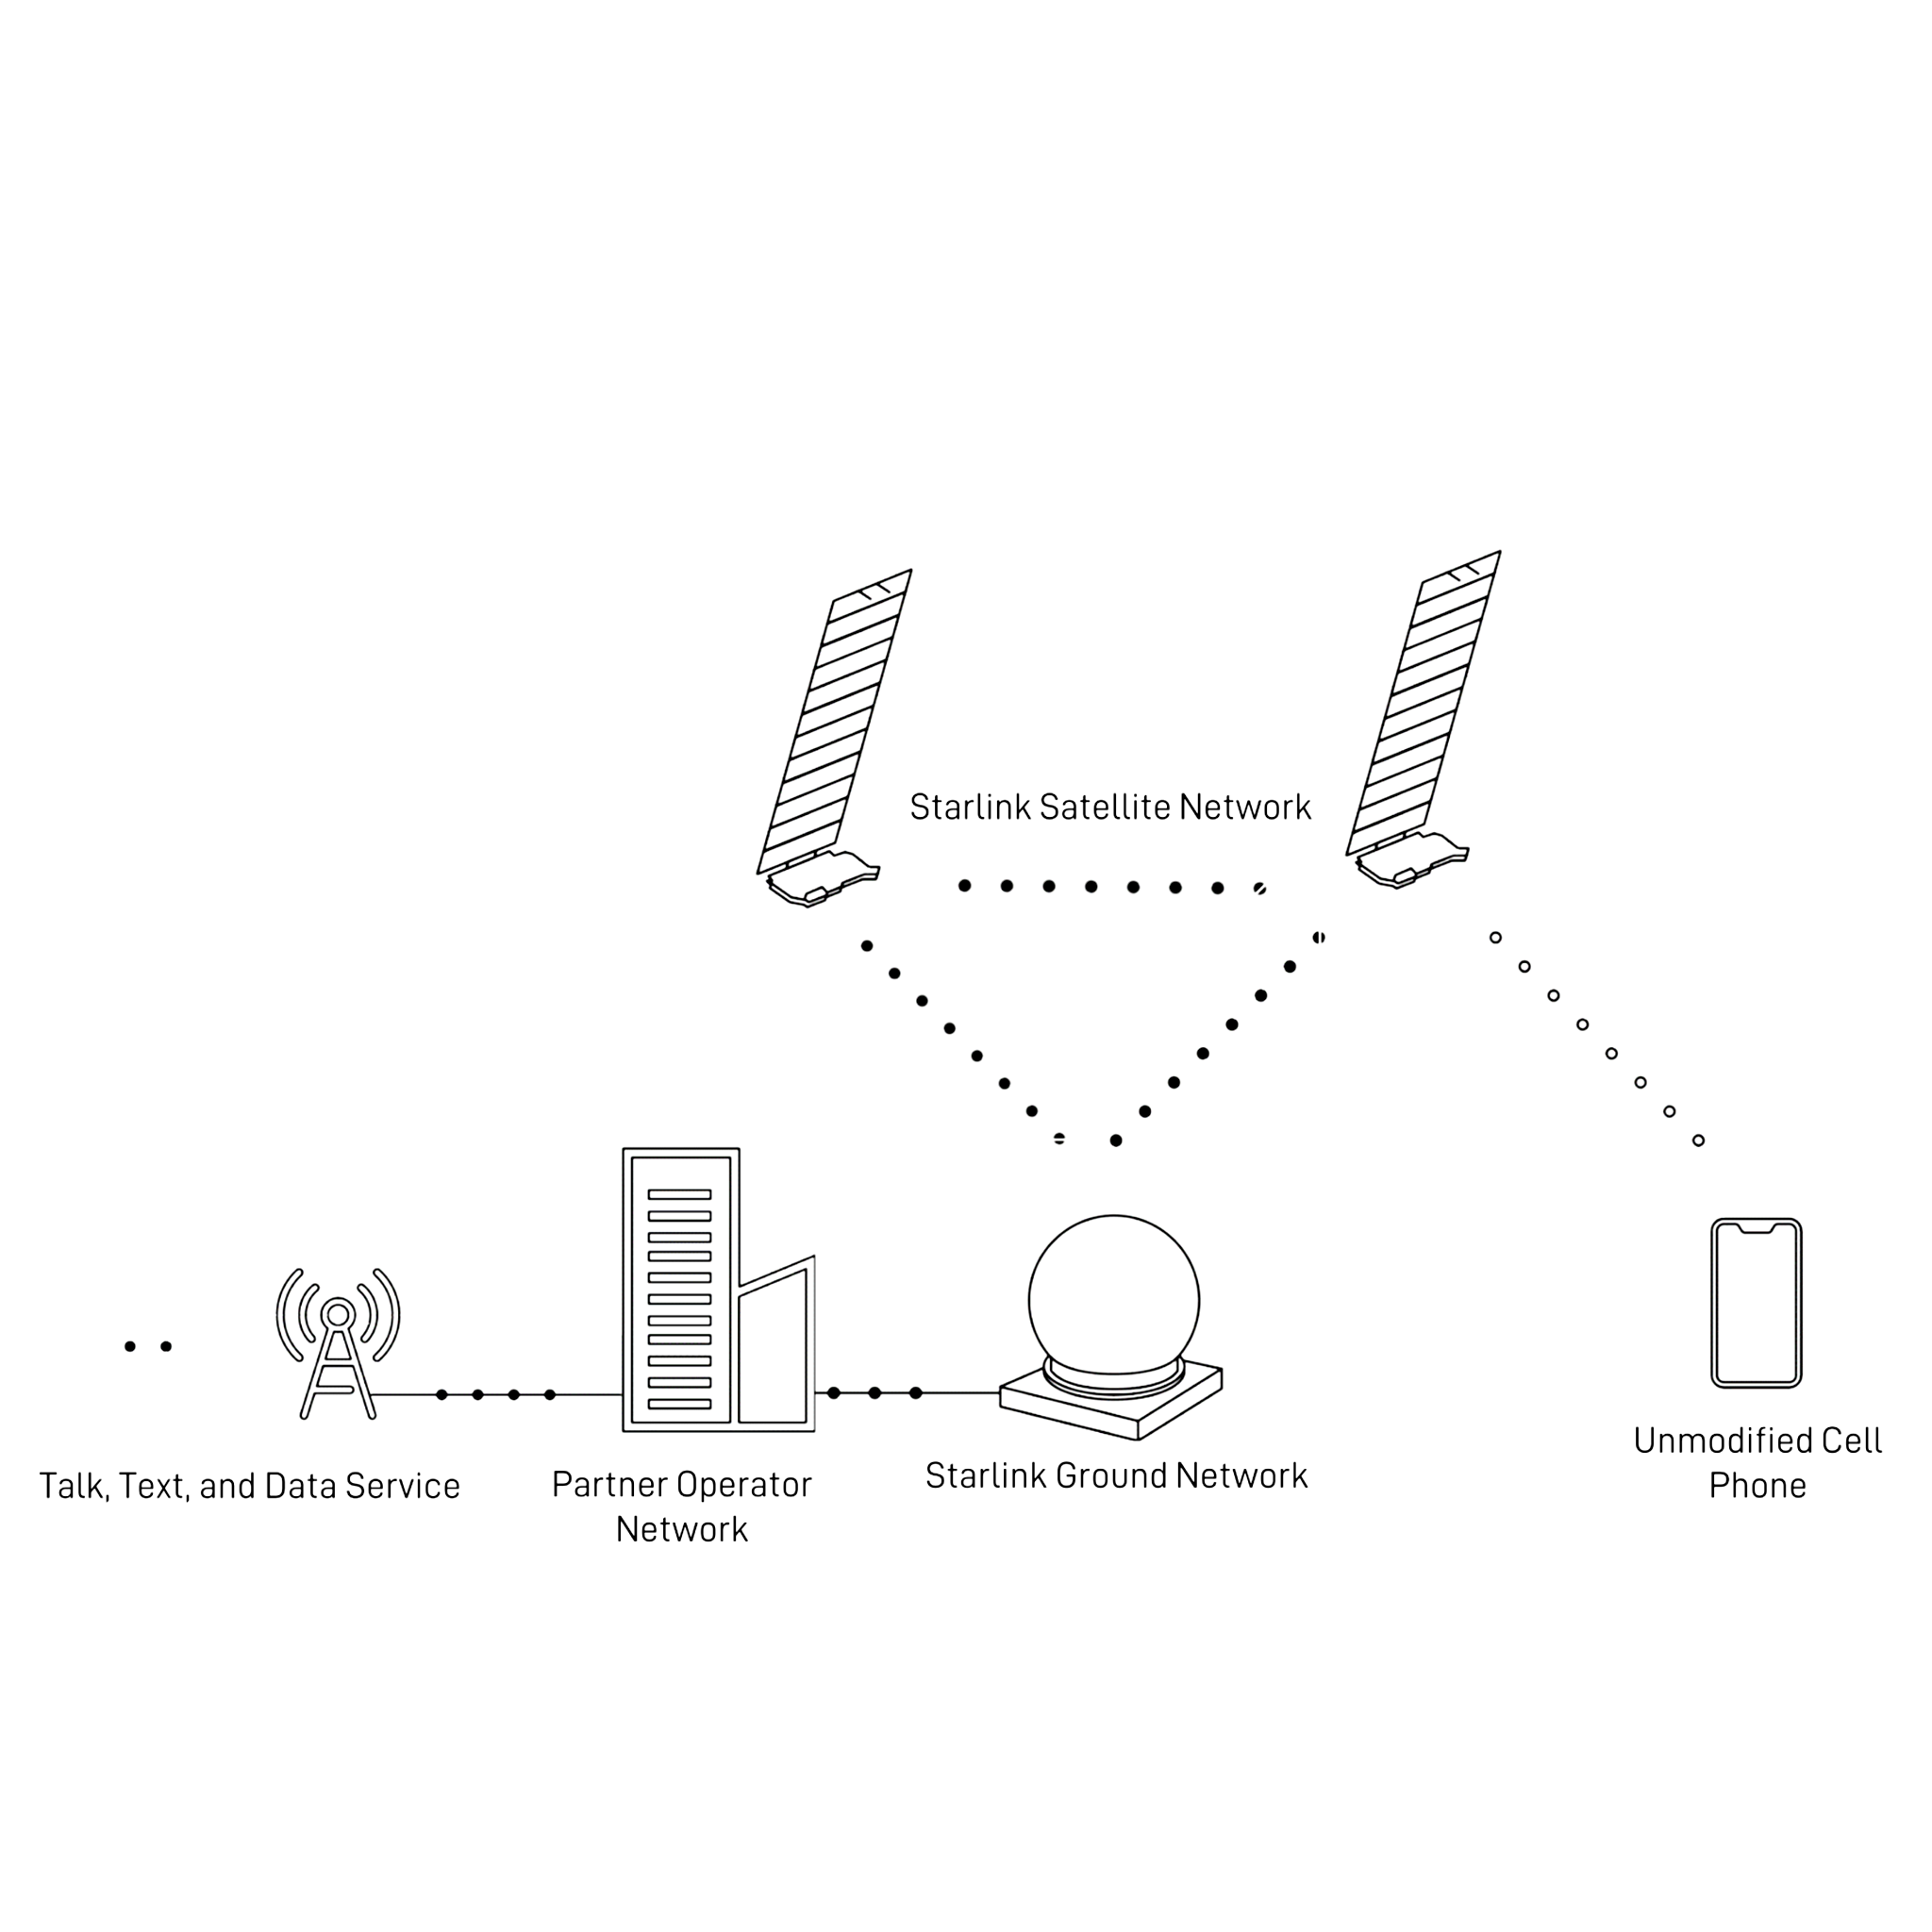 Starlink Satellite Network
Talk, Text, and Data Service
Partner Operator
Network
Starlink Ground Network
Unmodified Cell
Phone